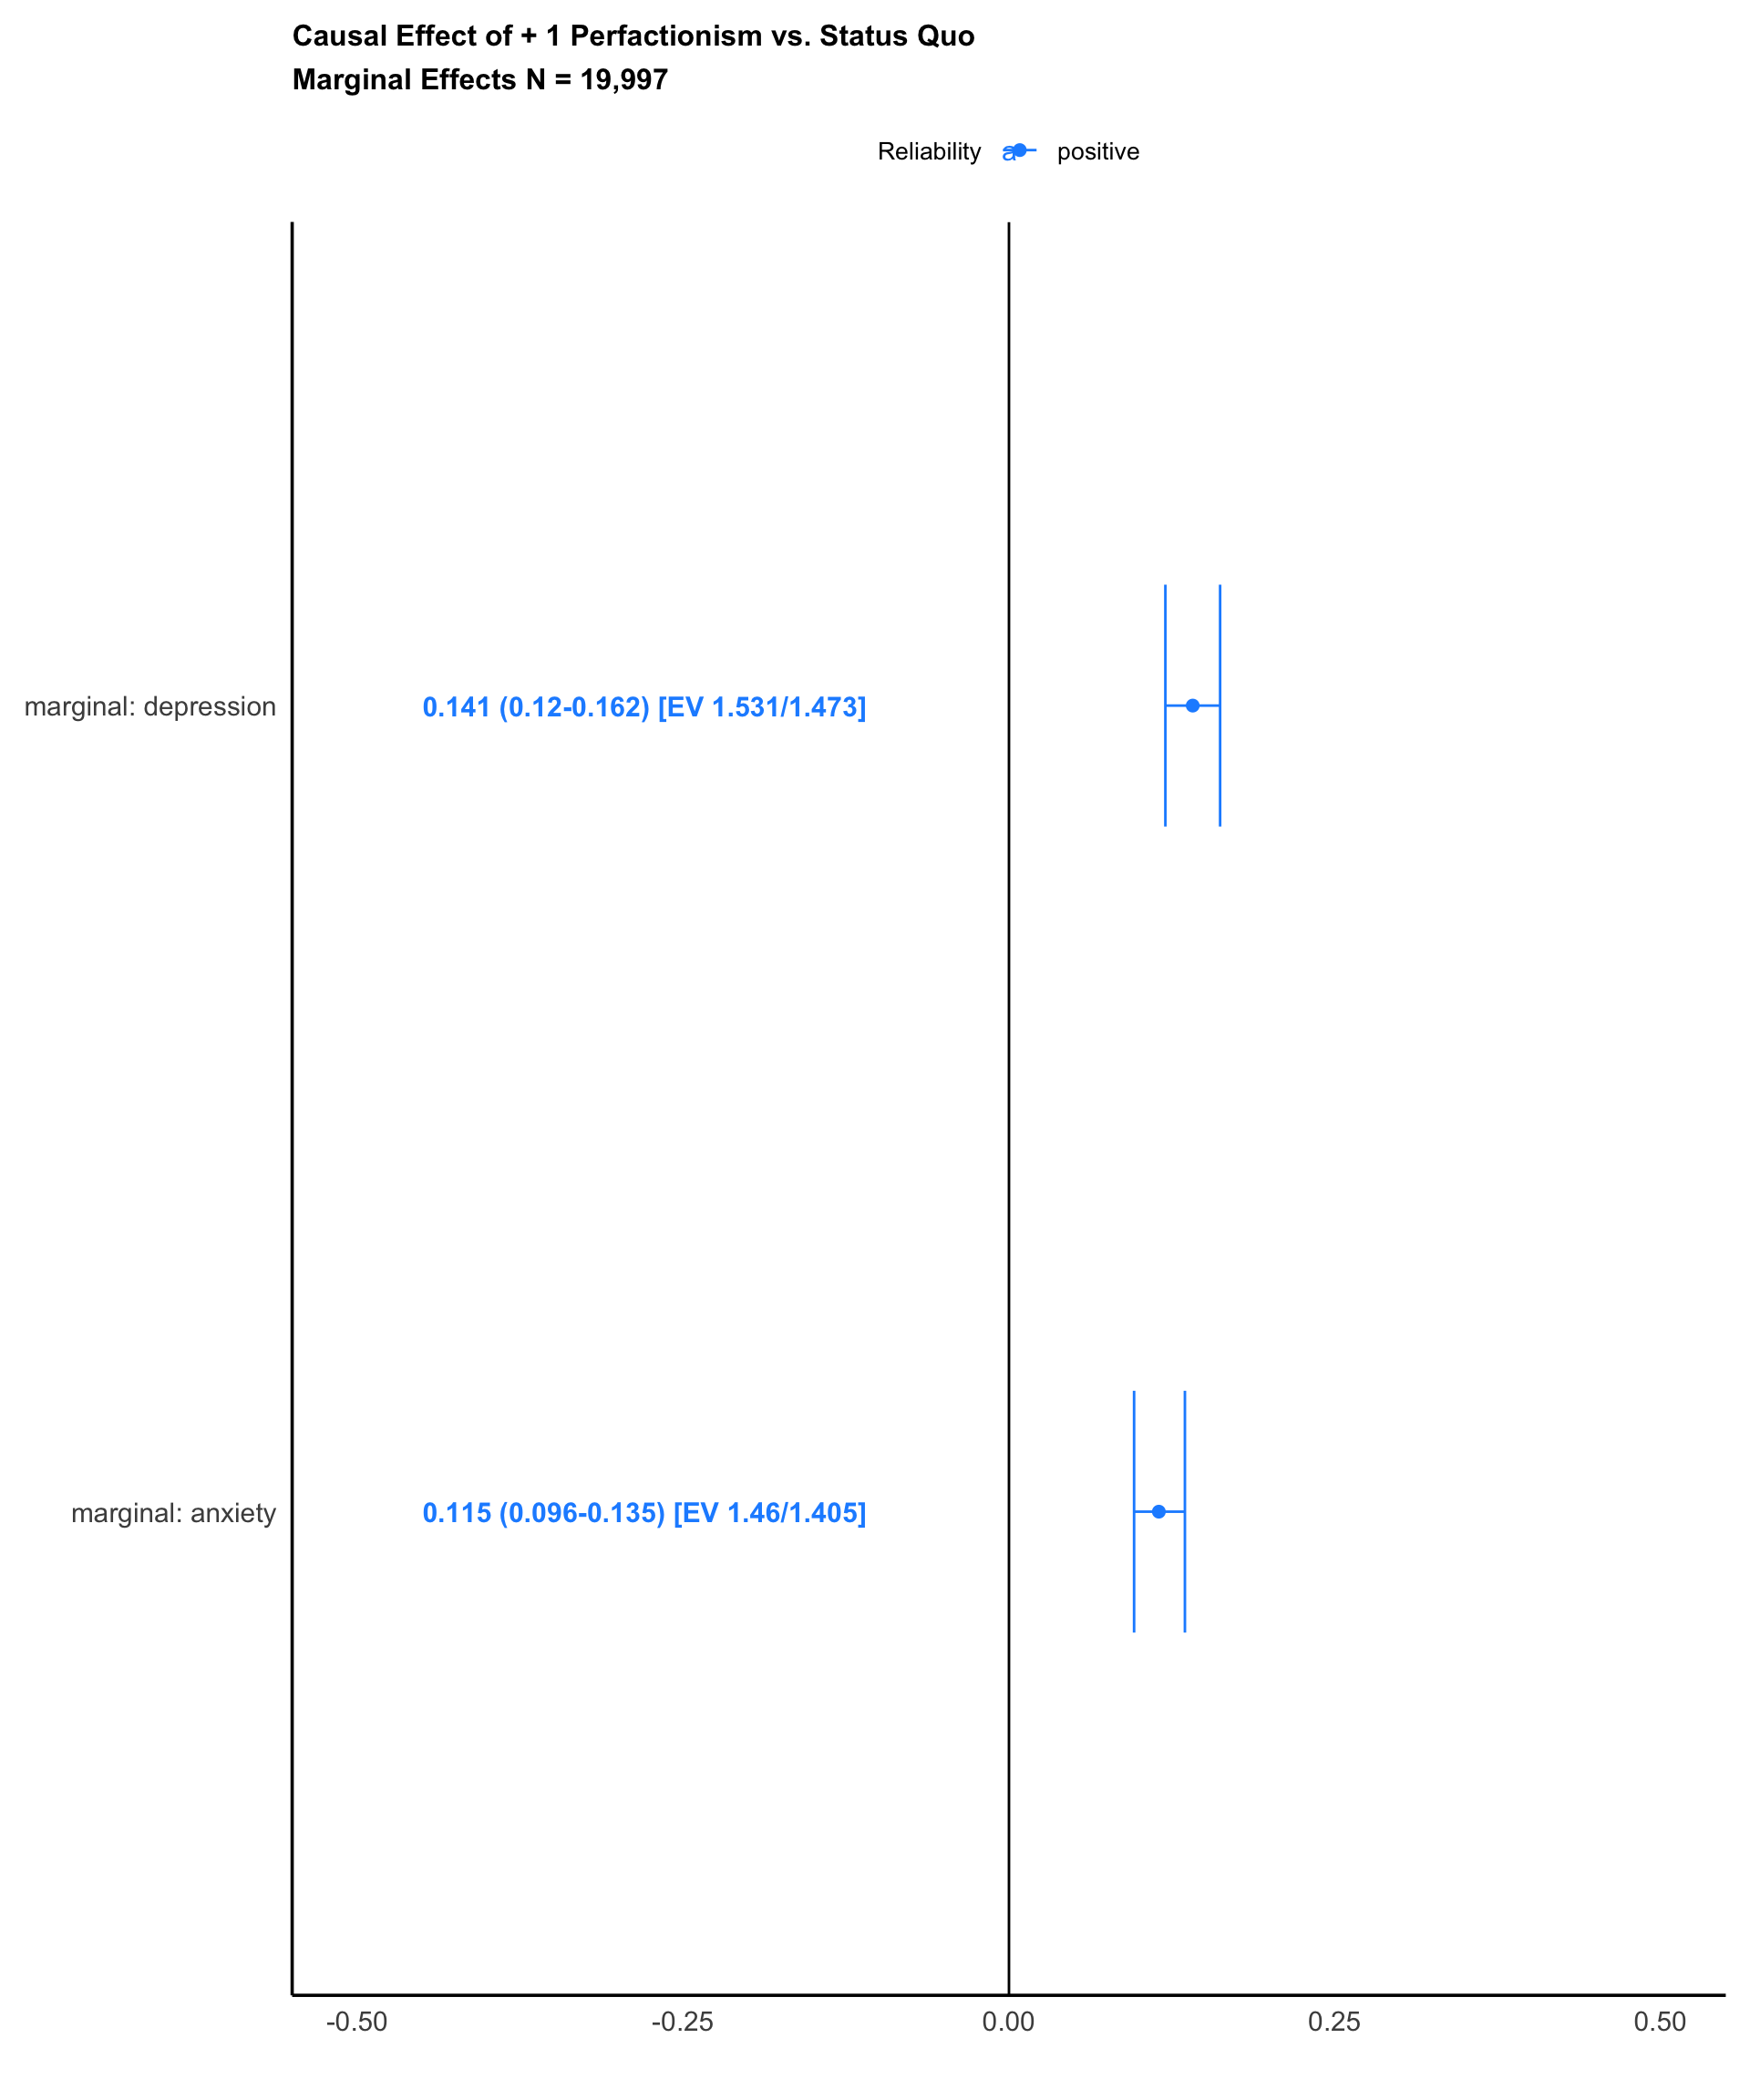 Causal Effect of + 1 Perfactionism vs. Status Quo
Marginal Effects N = 19,997
Reliability a positive
marginal: depression 0.141 (0.12-0.162) [EV 1.531/1.473]
marginal: anxiety 0.115 (0.096-0.135) [EV 1.46/1.405]
-0.50 -0.25 0.00 0.25 0.50